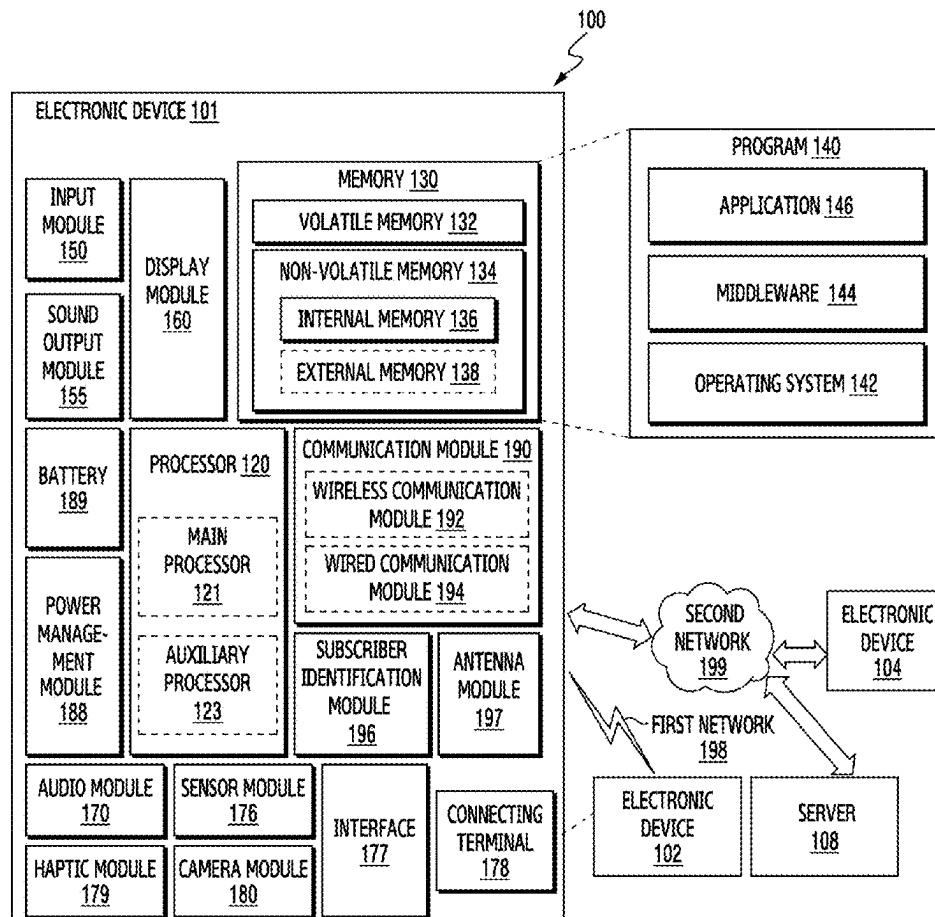 100
ELECTRONIC DEVICE 101
INPUT
MODULE
150
SOUND
OUTPUT
MODULE
155
DISPLAY
MODULE
160
MEMORY 130
VOLATILE MEMORY 132
NON-VOLATILE MEMORY 134
INTERNAL MEMORY 136
EXTERNAL MEMORY 138
PROGRAM 140
APPLICATION 146
MIDDLEWARE 144
OPERATING SYSTEM 142
BATTERY
189
POWER
MANAGE-
MENT MODULE
188
PROCESSOR 120
MAIN
PROCESSOR
121
AUXILIARY
PROCESSOR
123
COMMUNICATION MODULE 190
WIRELESS COMMUNICATION
MODULE 192
WIRED COMMUNICATION
MODULE 194
SUBSCRIBER
IDENTIFICATION
MODULE
196
ANTENNA
MODULE
197
SECOND
NETWORK
199
ELECTRONIC
DEVICE
104
FIRST NETWORK
198
AUDIO MODULE
170
SENSOR MODULE
176
INTERFACE
177
CONNECTING
TERMINAL
178
HAPTIC MODULE
179
CAMERA MODULE
180
ELECTRONIC
DEVICE
102
SERVER
108